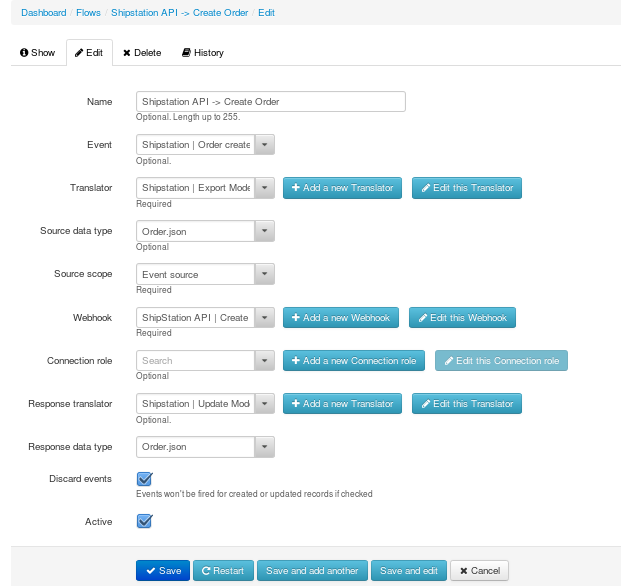 Dashboard / Flows / Shipstation API -> Create Order / Edit
Show Edit Delete History
Name Shipstation API -> Create Order
Optional. Length up to 255.
Event Shipstation | Order create
Optional.
Translator Shipstation | Export Mode Add a new Translator Edit this Translator
Required
Source data type Order.json
Optional
Source scope Event source
Required
Webhook ShipStation API | Create Add a new Webhook Edit this Webhook
Required
Connection role Search Add a new Connection role Edit this Connection role
Optional
Response translator Shipstation | Update Mod Add a new Translator Edit this Translator
Optional.
Response data type Order.json
Discard events
Events won't be fired for created or updated records if checked
Active
Save Restart Save and add another Save and edit Cancel